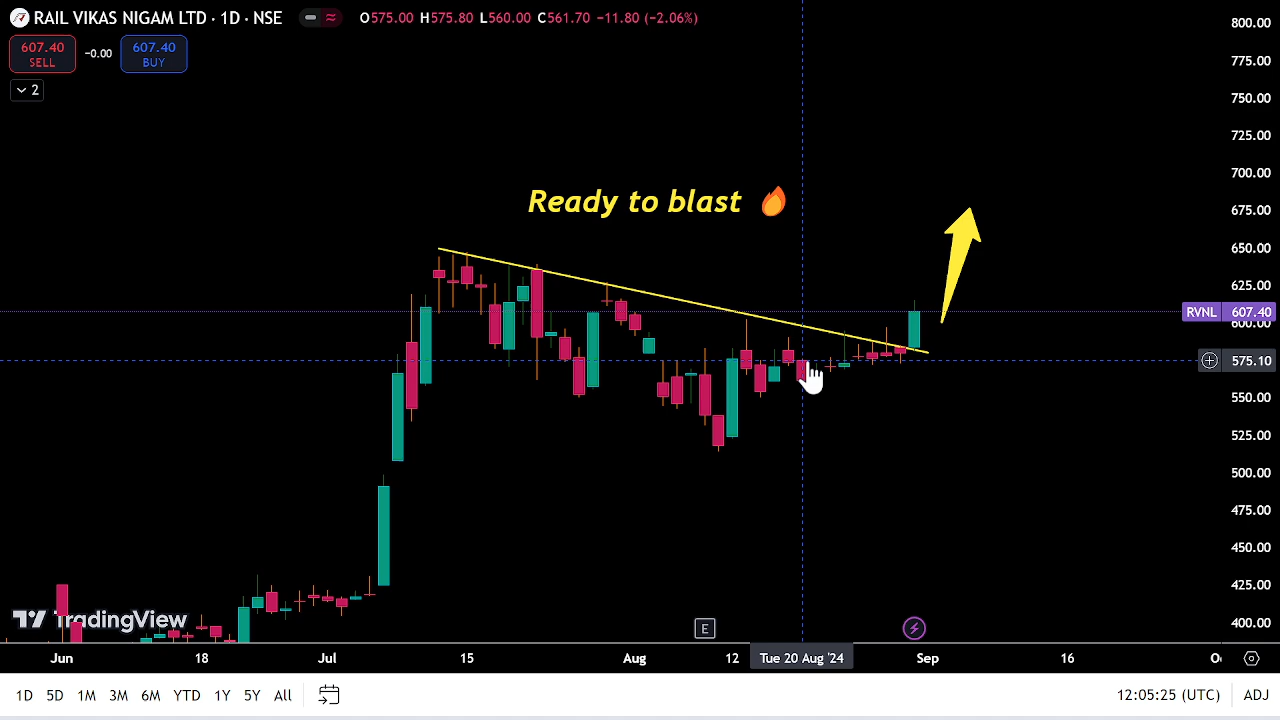 RAIL VIKAS NIGAM LTD · 1D · NSE O575.00 H575.80 L560.00 C561.70 −11.80 (−2.06%)
607.40 SELL
−0.00
607.40 BUY
2
Ready to blast 🔥
800.00
775.00
750.00
725.00
700.00
675.00
650.00
625.00
RVNL 607.40
600.00
575.10
550.00
525.00
500.00
475.00
450.00
425.00
400.00
TradingView
E
Jun 18 Jul 15 Aug 12 Tue 20 Aug '24 Sep 16
1D 5D 1M 3M 6M YTD 1Y 5Y All 12:05:25 (UTC) ADJ